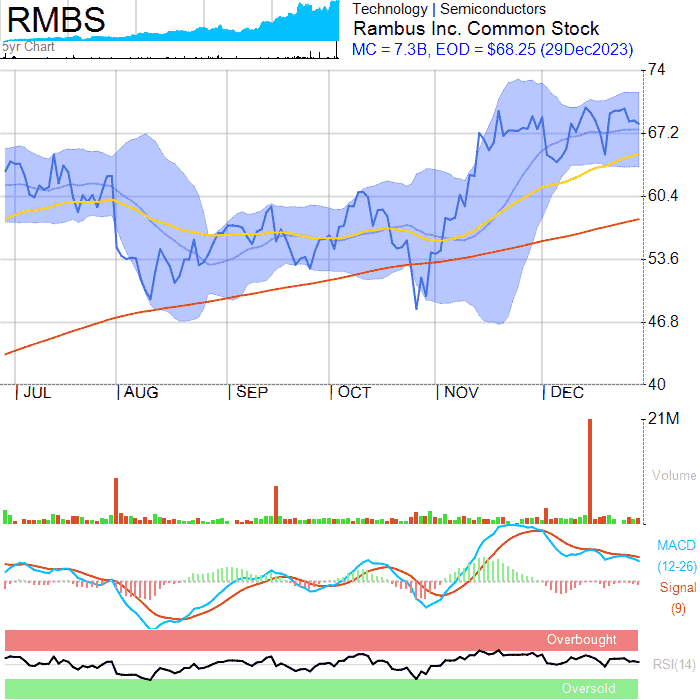 RMBS
5yr Chart
Technology | Semiconductors
Rambus Inc. Common Stock
MC = 7.3B, EOD = $68.25 (29Dec2023)
74
67.2
60.4
53.6
46.8
40
JUL AUG SEP OCT NOV DEC
21M
Volume
MACD
(12-26)
Signal
(9)
Overbought
RSI(14)
Oversold